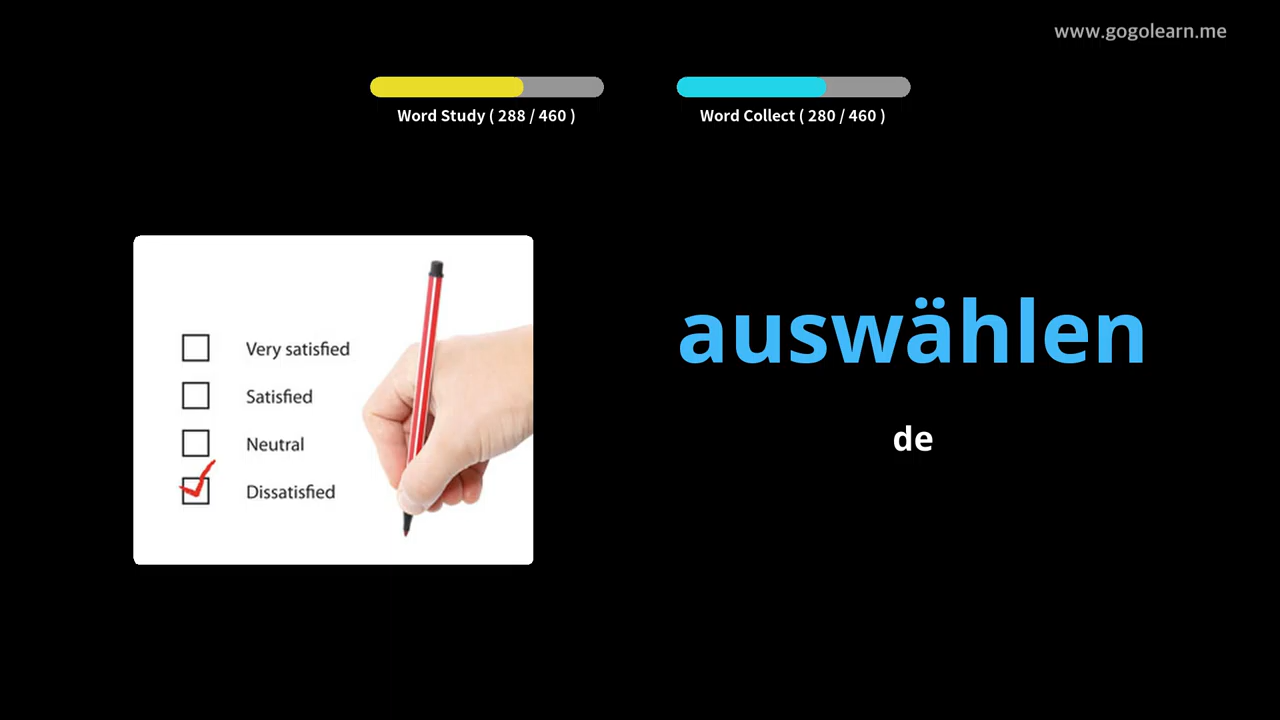 www.gogolearn.me
Word Study ( 288 / 460 )
Word Collect ( 280 / 460 )
Very satisfied
Satisfied
Neutral
Dissatisfied
auswählen
de